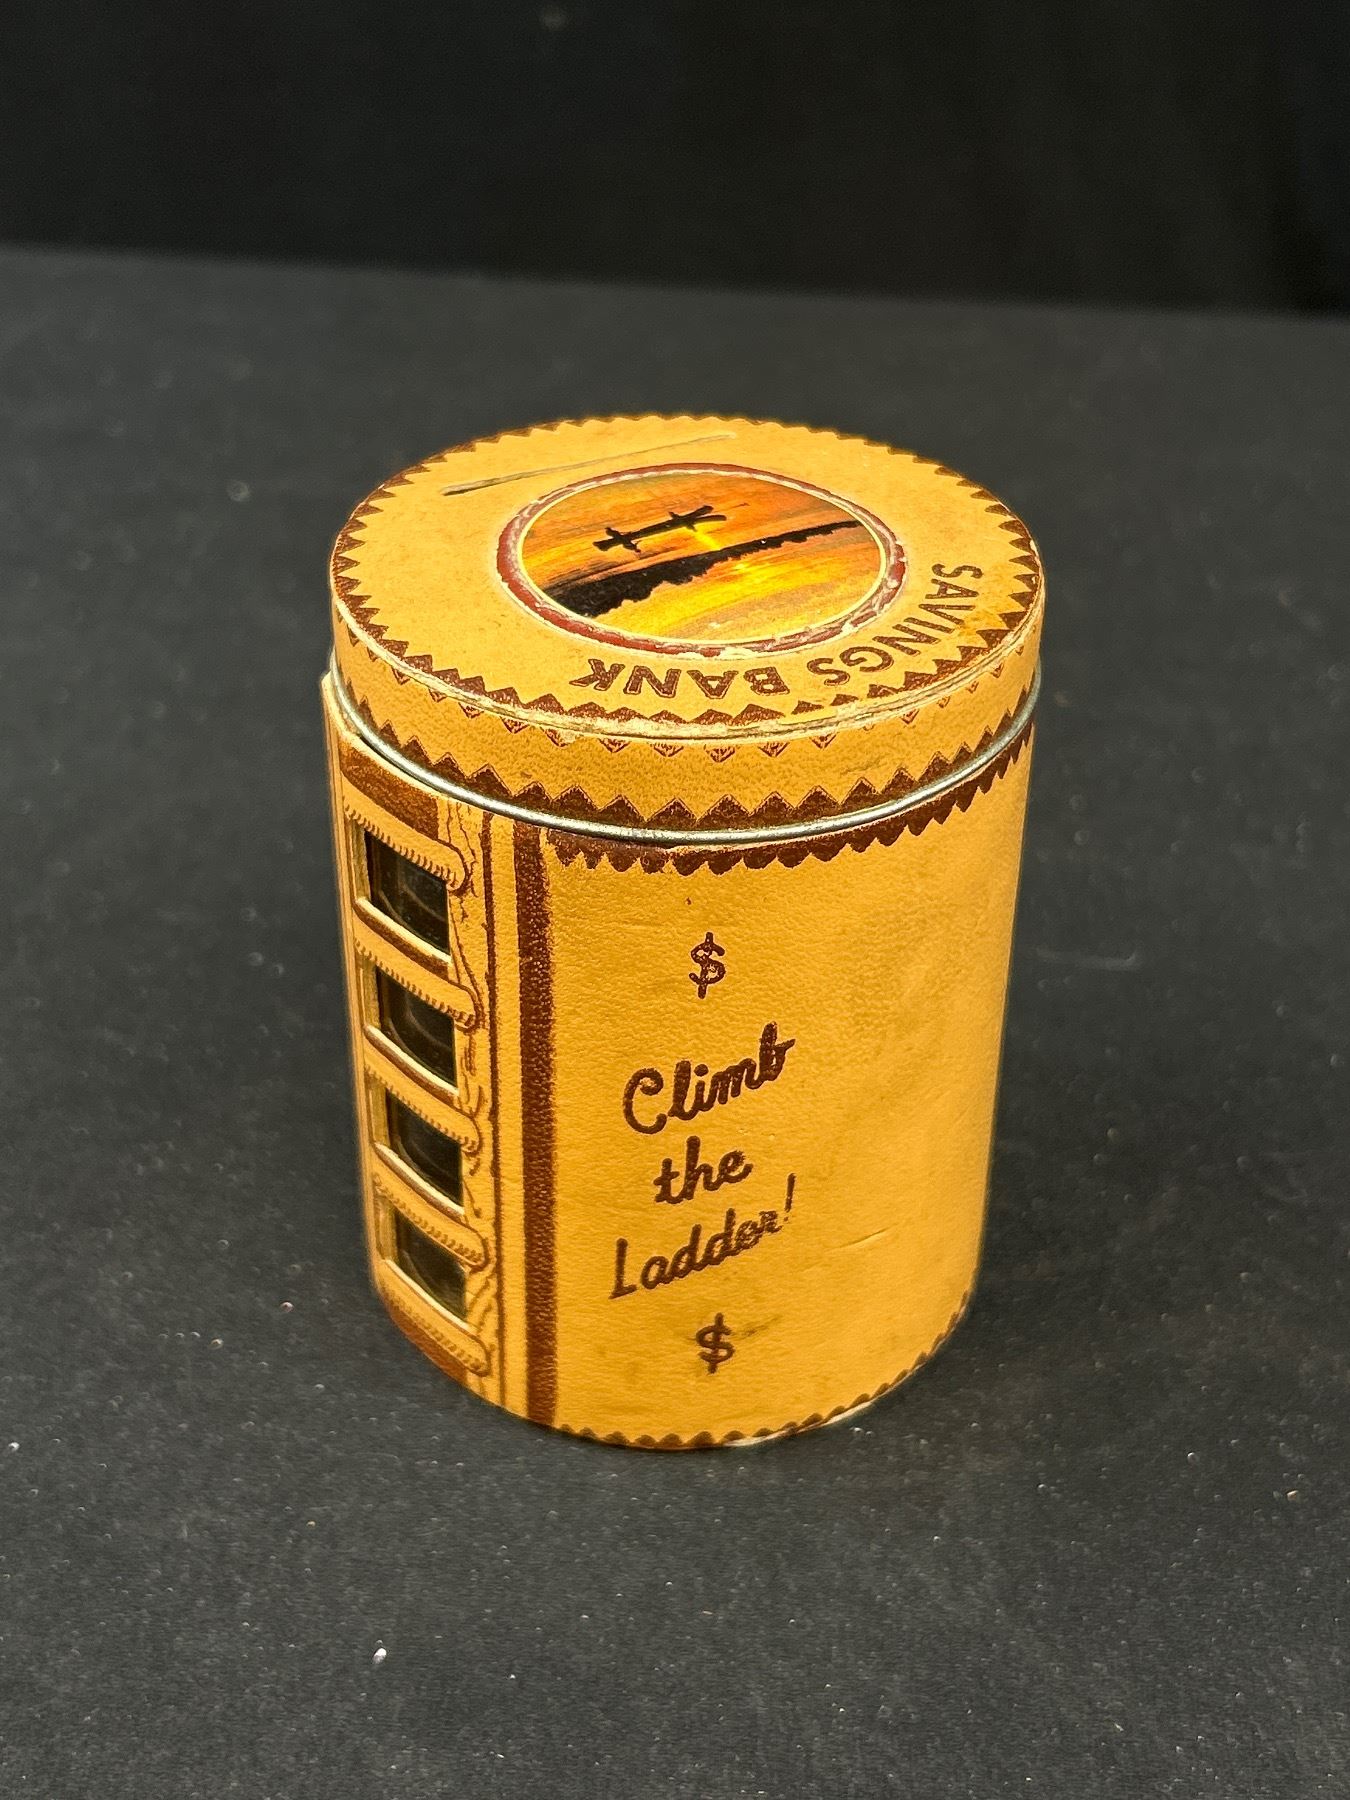 SAVINGS BANK
$
Climb
the
Ladder!
$